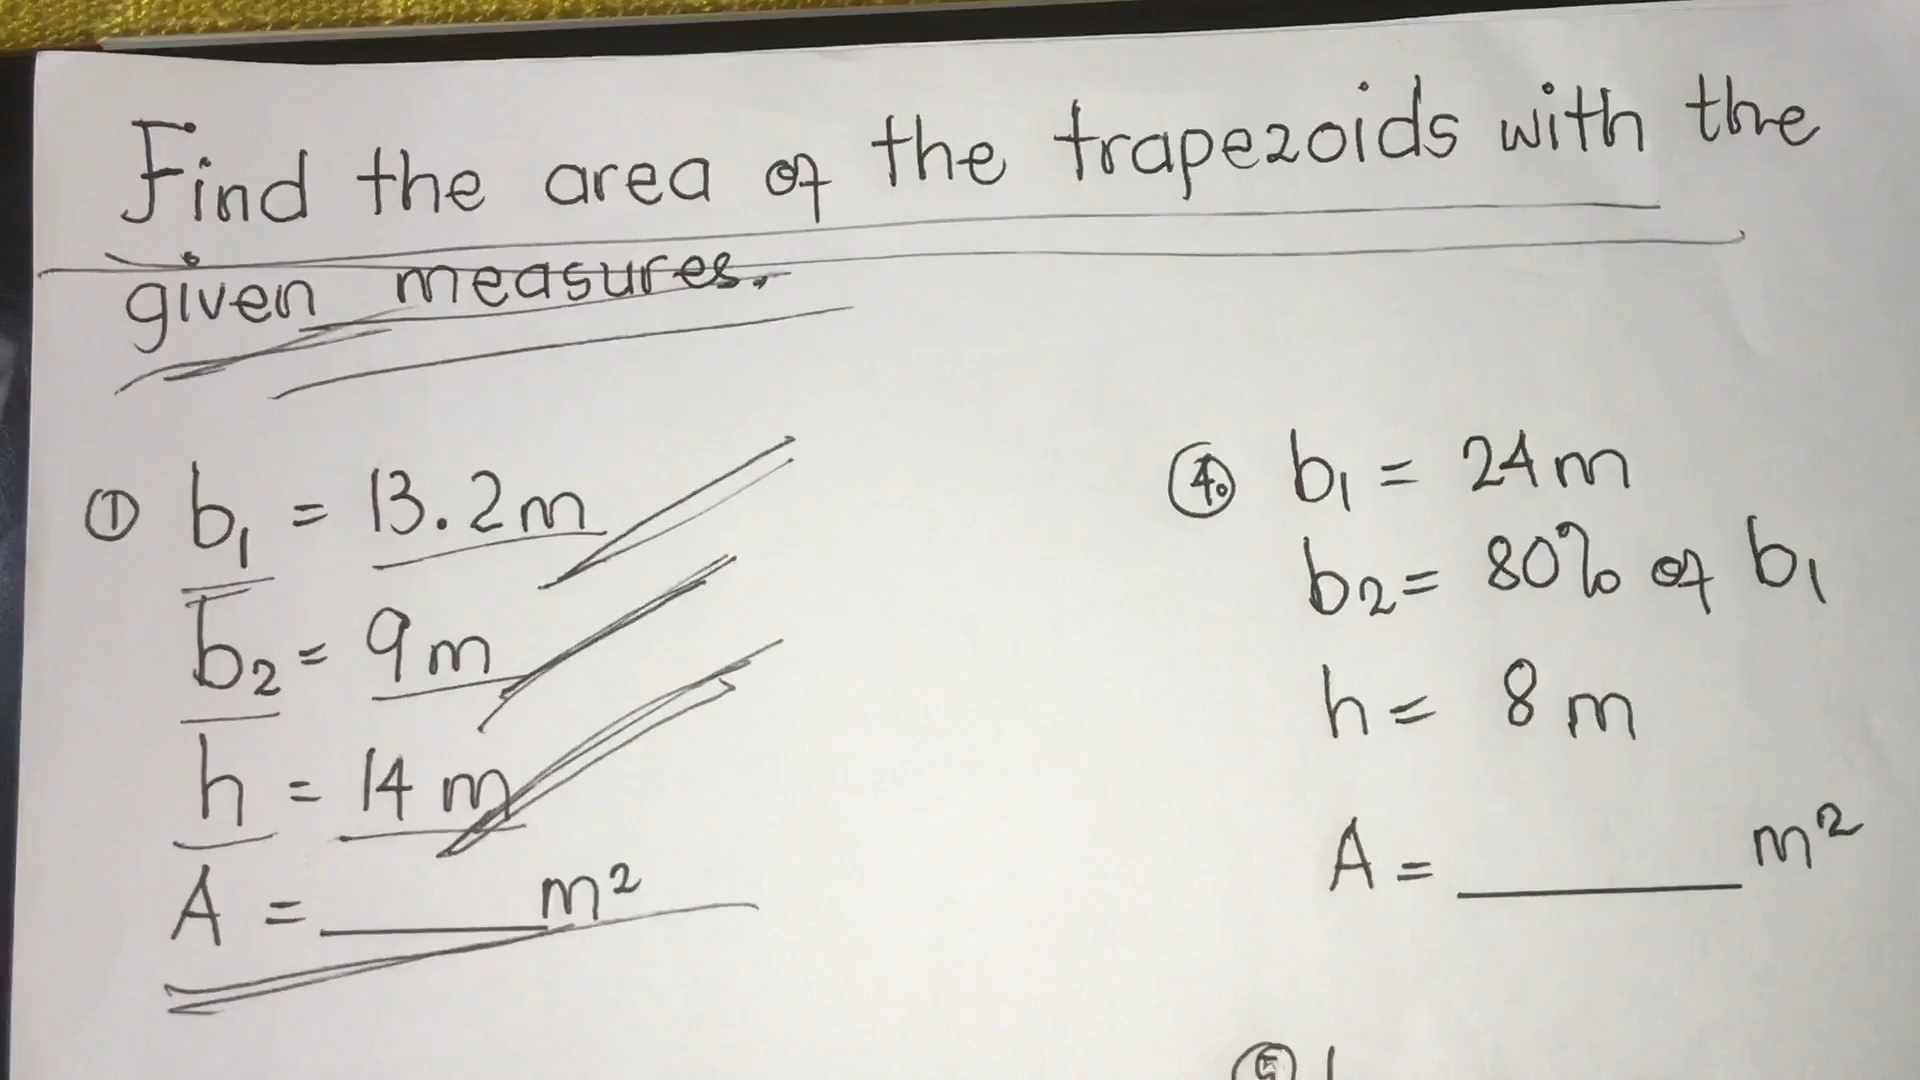 Find the area of the trapezoids with the
given measures.
① b₁ = 13.2m
b₂ = 9m
h = 14 m
A = ______ m²
④. b₁ = 24m
b₂ = 80% of b₁
h = 8 m
A = ______ m²
⑤